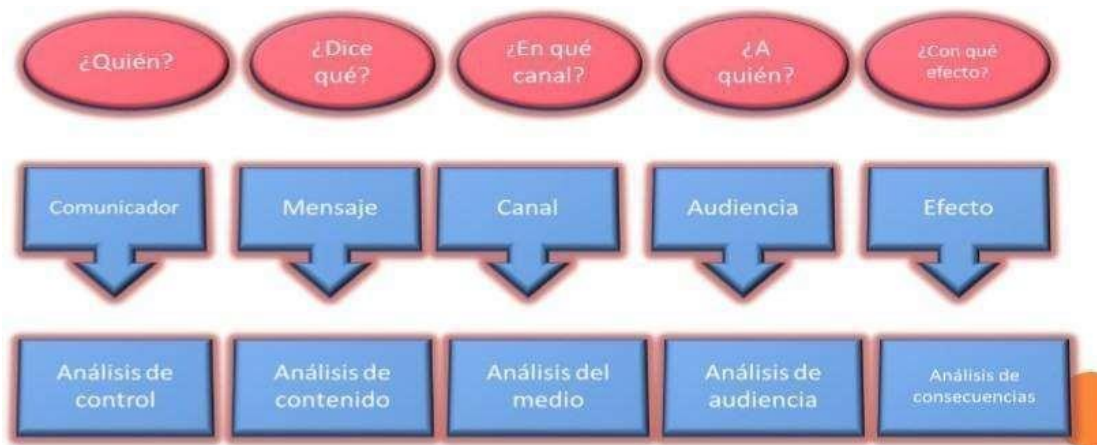 ¿Quién?
¿Dice
qué?
¿En qué
canal?
¿A
quién?
¿Con qué
efecto?
Comunicador
Mensaje
Canal
Audiencia
Efecto
Análisis de
control
Análisis de
contenido
Análisis del
medio
Análisis de
audiencia
Análisis de
consecuencias